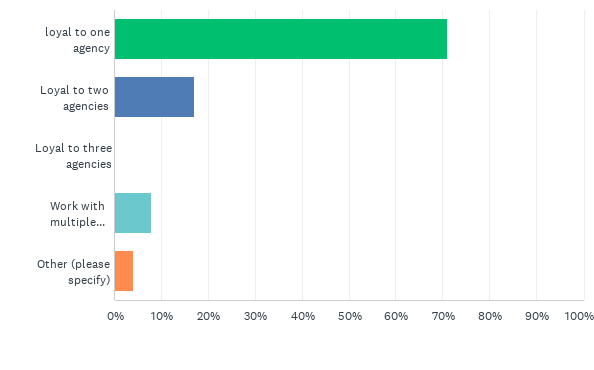 loyal to one
agency
Loyal to two
agencies
Loyal to three
agencies
Work with
multiple...
Other (please
specify)
0% 10% 20% 30% 40% 50% 60% 70% 80% 90% 100%